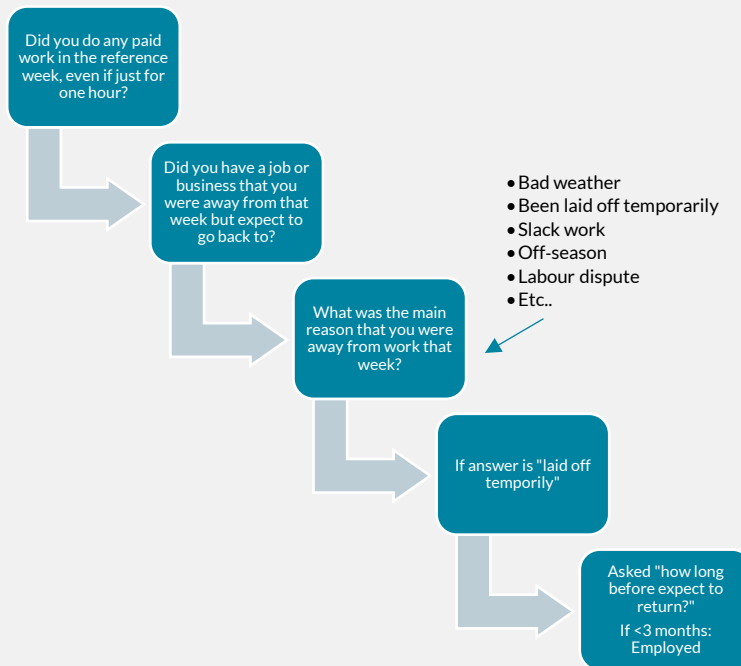 Did you do any paid
work in the reference
week, even if just for
one hour?
Did you have a job or
business that you
were away from that
week but expect to
go back to?
• Bad weather
• Been laid off temporarily
• Slack work
• Off-season
• Labour dispute
• Etc..
What was the main
reason that you were
away from work that
week?
If answer is "laid off
temporily"
Asked "how long
before expect to
return?"
If <3 months:
Employed